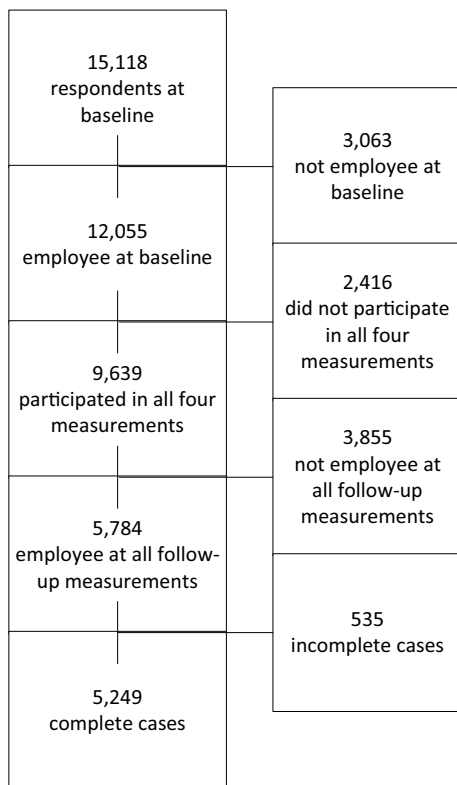 15,118
respondents at
baseline
3,063
not employee at
baseline
12,055
employee at baseline
2,416
did not participate
in all four
measurements
9,639
participated in all four
measurements
3,855
not employee at
all follow-up
measurements
5,784
employee at all follow-
up measurements
535
incomplete cases
5,249
complete cases